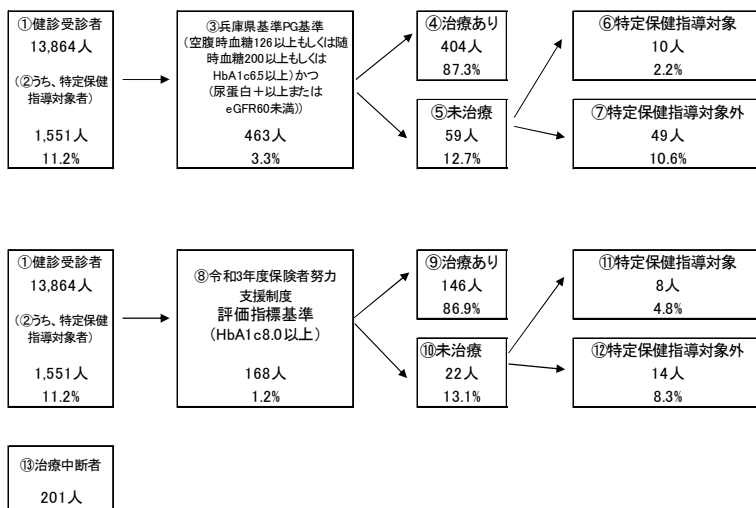 ①健診受診者
13,864人
(②うち、特定保健
指導対象者)
1,551人
11.2%
③兵庫県基準PG基準
(空腹時血糖126以上もしくは随
時血糖200以上もしくは
HbA1c6.5以上)かつ
(尿蛋白+以上または
eGFR60未満))
463人
3.3%
④治療あり
404人
87.3%
⑤未治療
59人
12.7%
⑥特定保健指導対象
10人
2.2%
⑦特定保健指導対象外
49人
10.6%
①健診受診者
13,864人
(②うち、特定保健
指導対象者)
1,551人
11.2%
⑧令和3年度保険者努力
支援制度
評価指標基準
(HbA1c8.0以上)
168人
1.2%
⑨治療あり
146人
86.9%
⑩未治療
22人
13.1%
⑪特定保健指導対象
8人
4.8%
⑫特定保健指導対象外
14人
8.3%
⑬治療中断者
201人